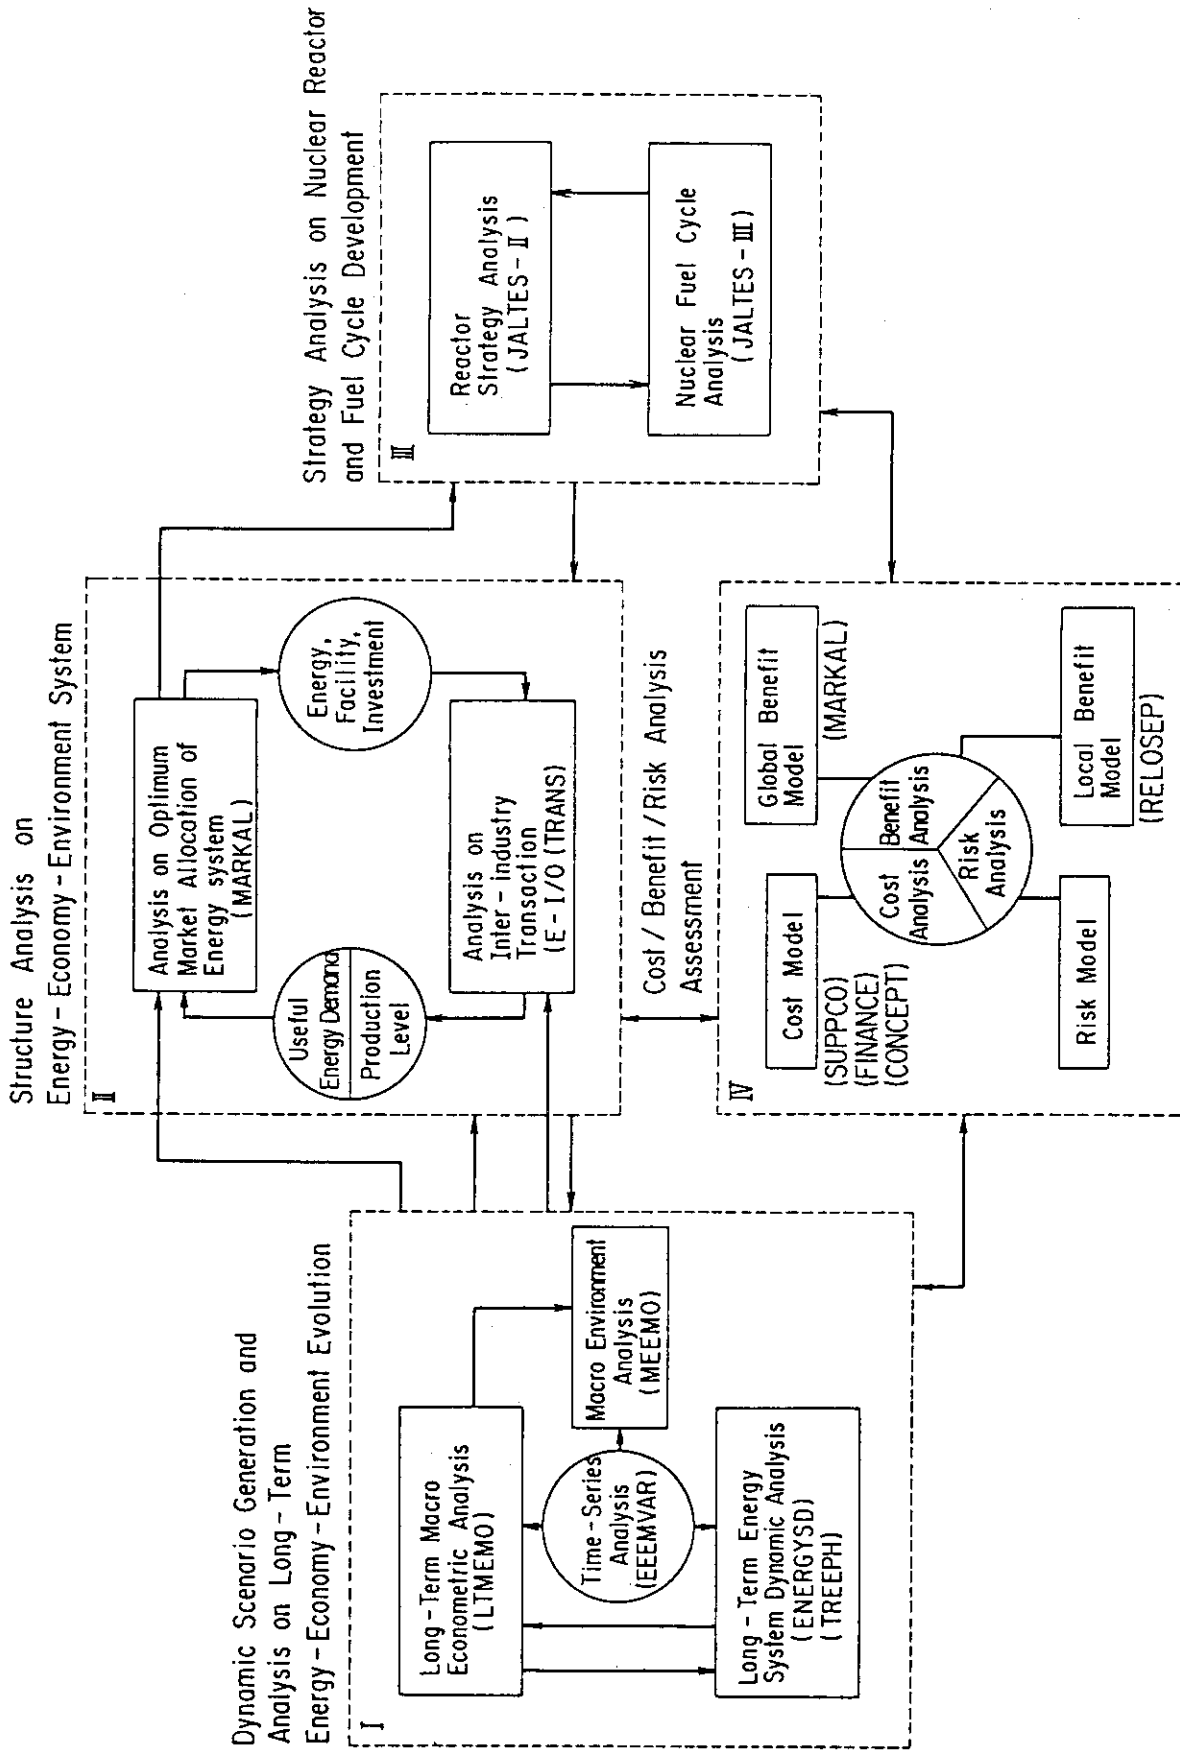 Dynamic Scenario Generation and
Analysis on Long-Term
Energy-Economy-Environment Evolution
I
Long-Term Macro
Econometric Analysis
(LTMEMO)
Time-Series
Analysis
(EEEMVAR)
Macro Environment
Analysis
(MEEMO)
Long-Term Energy
System Dynamic Analysis
(ENERGYSD)
(TREEPH)
Structure Analysis on
Energy-Economy-Environment System
II
Analysis on Optimum
Market Allocation of
Energy system
(MARKAL)
Useful
Energy Demand
Production
Level
Energy,
Facility,
Investment
Analysis on
Inter-industry
Transaction
(E-I/O(TRANS)
Strategy Analysis on Nuclear Reactor
and Fuel Cycle Development
III
Reactor
Strategy Analysis
(JALTES-II)
Nuclear Fuel Cycle
Analysis
(JALTES-III)
Cost/Benefit/Risk Analysis
Assessment
IV
Cost Model
(SUPPCO)
(FINANCE)
(CONCEPT)
Global Benefit
Model
(MARKAL)
Cost
Analysis
Benefit
Analysis
Risk
Analysis
Risk Model
Local Benefit
Model
(RELOSEP)